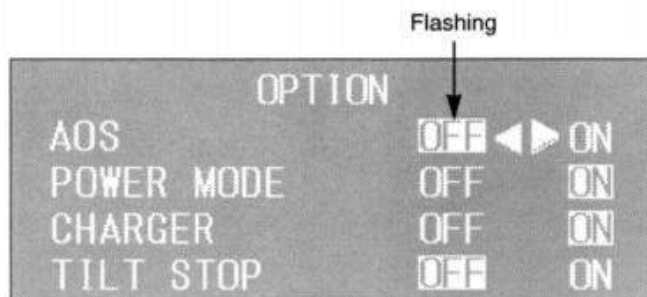 Flashing
OPTION
AOS OFF ◀ ▶ ON
POWER MODE OFF ON
CHARGER OFF ON
TILT STOP OFF ON